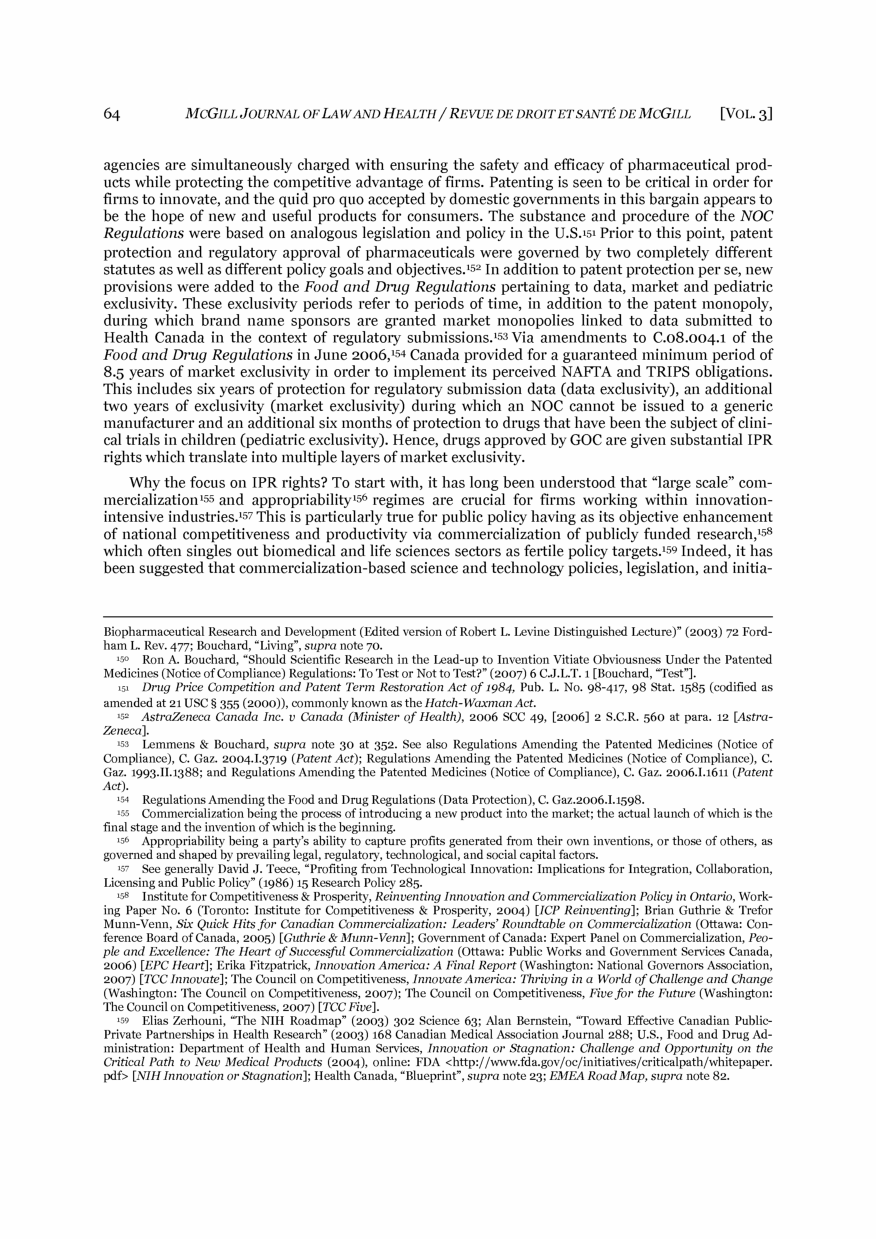 64 MCGILL JOURNAL OF LAW AND HEALTH / REVUE DE DROIT ET SANTÉ DE MCGILL [VOL. 3]
agencies are simultaneously charged with ensuring the safety and efficacy of pharmaceutical prod-
ucts while protecting the competitive advantage of firms. Patenting is seen to be critical in order for
firms to innovate, and the quid pro quo accepted by domestic governments in this bargain appears to
be the hope of new and useful products for consumers. The substance and procedure of the NOC
Regulations were based on analogous legislation and policy in the U.S.151 Prior to this point, patent
protection and regulatory approval of pharmaceuticals were governed by two completely different
statutes as well as different policy goals and objectives.152 In addition to patent protection per se, new
provisions were added to the Food and Drug Regulations pertaining to data, market and pediatric
exclusivity. These exclusivity periods refer to periods of time, in addition to the patent monopoly,
during which brand name sponsors are granted market monopolies linked to data submitted to
Health Canada in the context of regulatory submissions.153 Via amendments to C.08.004.1 of the
Food and Drug Regulations in June 2006,154 Canada provided for a guaranteed minimum period of
8.5 years of market exclusivity in order to implement its perceived NAFTA and TRIPS obligations.
This includes six years of protection for regulatory submission data (data exclusivity), an additional
two years of exclusivity (market exclusivity) during which an NOC cannot be issued to a generic
manufacturer and an additional six months of protection to drugs that have been the subject of clini-
cal trials in children (pediatric exclusivity). Hence, drugs approved by GOC are given substantial IPR
rights which translate into multiple layers of market exclusivity.
Why the focus on IPR rights? To start with, it has long been understood that “large scale” com-
mercialization155 and appropriability156 regimes are crucial for firms working within innovation-
intensive industries.157 This is particularly true for public policy having as its objective enhancement
of national competitiveness and productivity via commercialization of publicly funded research,158
which often singles out biomedical and life sciences sectors as fertile policy targets.159 Indeed, it has
been suggested that commercialization-based science and technology policies, legislation, and initia-
Biopharmaceutical Research and Development (Edited version of Robert L. Levine Distinguished Lecture)” (2003) 72 Ford-
ham L. Rev. 477; Bouchard, “Living”, supra note 70.
150 Ron A. Bouchard, “Should Scientific Research in the Lead-up to Invention Vitiate Obviousness Under the Patented
Medicines (Notice of Compliance) Regulations: To Test or Not to Test?” (2007) 6 C.J.L.T. 1 [Bouchard, “Test”].
151 Drug Price Competition and Patent Term Restoration Act of 1984, Pub. L. No. 98-417, 98 Stat. 1585 (codified as
amended at 21 USC § 355 (2000)), commonly known as the Hatch-Waxman Act.
152 AstraZeneca Canada Inc. v Canada (Minister of Health), 2006 SCC 49, [2006] 2 S.C.R. 560 at para. 12 [Astra-
Zeneca].
153 Lemmens & Bouchard, supra note 30 at 352. See also Regulations Amending the Patented Medicines (Notice of
Compliance), C. Gaz. 2004.I.3719 (Patent Act); Regulations Amending the Patented Medicines (Notice of Compliance), C.
Gaz. 1993.II.1388; and Regulations Amending the Patented Medicines (Notice of Compliance), C. Gaz. 2006.I.1611 (Patent
Act).
154 Regulations Amending the Food and Drug Regulations (Data Protection), C. Gaz.2006.I.1598.
155 Commercialization being the process of introducing a new product into the market; the actual launch of which is the
final stage and the invention of which is the beginning.
156 Appropriability being a party’s ability to capture profits generated from their own inventions, or those of others, as
governed and shaped by prevailing legal, regulatory, technological, and social capital factors.
157 See generally David J. Teece, “Profiting from Technological Innovation: Implications for Integration, Collaboration,
Licensing and Public Policy” (1986) 15 Research Policy 285.
158 Institute for Competitiveness & Prosperity, Reinventing Innovation and Commercialization Policy in Ontario, Work-
ing Paper No. 6 (Toronto: Institute for Competitiveness & Prosperity, 2004) [ICP Reinventing]; Brian Guthrie & Trefor
Munn-Venn, Six Quick Hits for Canadian Commercialization: Leaders’ Roundtable on Commercialization (Ottawa: Con-
ference Board of Canada, 2005) [Guthrie & Munn-Venn]; Government of Canada: Expert Panel on Commercialization, Peo-
ple and Excellence: The Heart of Successful Commercialization (Ottawa: Public Works and Government Services Canada,
2006) [EPC Heart]; Erika Fitzpatrick, Innovation America: A Final Report (Washington: National Governors Association,
2007) [TCC Innovate]; The Council on Competitiveness, Innovate America: Thriving in a World of Challenge and Change
(Washington: The Council on Competitiveness, 2007); The Council on Competitiveness, Five for the Future (Washington:
The Council on Competitiveness, 2007) [TCC Five].
159 Elias Zerhouni, “The NIH Roadmap” (2003) 302 Science 63; Alan Bernstein, “Toward Effective Canadian Public-
Private Partnerships in Health Research” (2003) 168 Canadian Medical Association Journal 288; U.S., Food and Drug Ad-
ministration: Department of Health and Human Services, Innovation or Stagnation: Challenge and Opportunity on the
Critical Path to New Medical Products (2004), online: FDA <http://www.fda.gov/oc/initiatives/criticalpath/whitepaper.
pdf> [NIH Innovation or Stagnation]; Health Canada, “Blueprint”, supra note 23; EMEA Road Map, supra note 82.